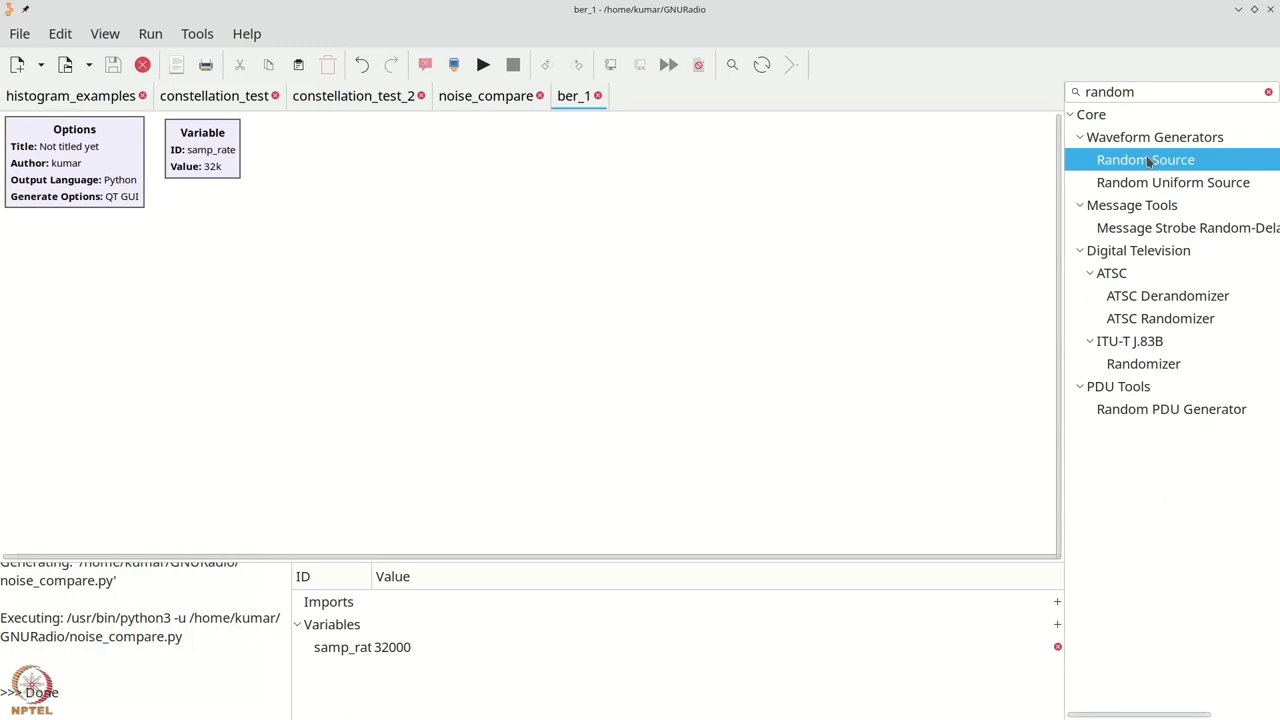 ber_1 - /home/kumar/GNURadio
File Edit View Run Tools Help
histogram_examples constellation_test constellation_test_2 noise_compare ber_1
Options
Title: Not titled yet
Author: kumar
Output Language: Python
Generate Options: QT GUI
Variable
ID: samp_rate
Value: 32k
random
Core
Waveform Generators
Random Source
Random Uniform Source
Message Tools
Message Strobe Random-Dela
Digital Television
ATSC
ATSC Derandomizer
ATSC Randomizer
ITU-T J.83B
Randomizer
PDU Tools
Random PDU Generator
Generating: '/home/kumar/GNURadio/
noise_compare.py'
Executing: /usr/bin/python3 -u /home/kumar/
GNURadio/noise_compare.py
>>> Done
NPTEL
ID Value
Imports
Variables
samp_rat 32000